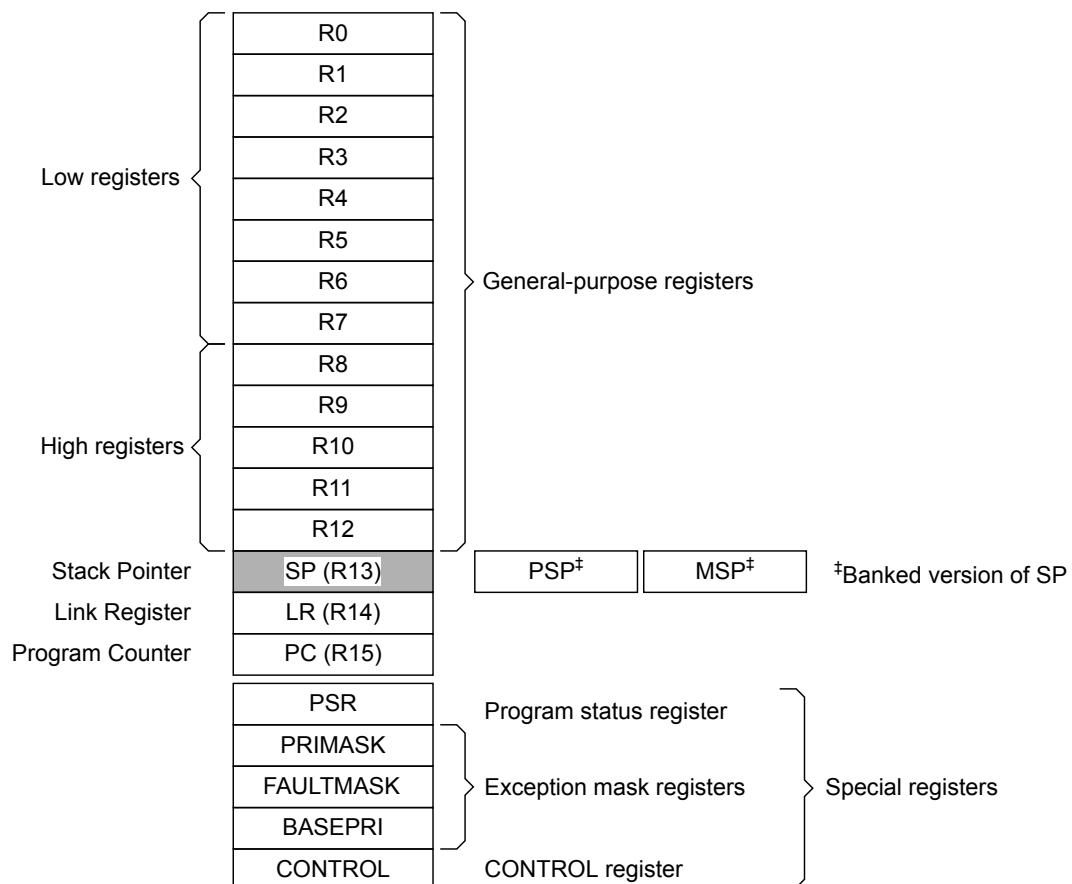 R0
R1
R2
R3
Low registers
R4
R5
R6
General-purpose registers
R7
R8
R9
High registers
R10
R11
R12
Stack Pointer
SP (R13)
PSP‡
MSP‡
‡Banked version of SP
Link Register
LR (R14)
Program Counter
PC (R15)
PSR
Program status register
PRIMASK
FAULTMASK
Exception mask registers
Special registers
BASEPRI
CONTROL
CONTROL register